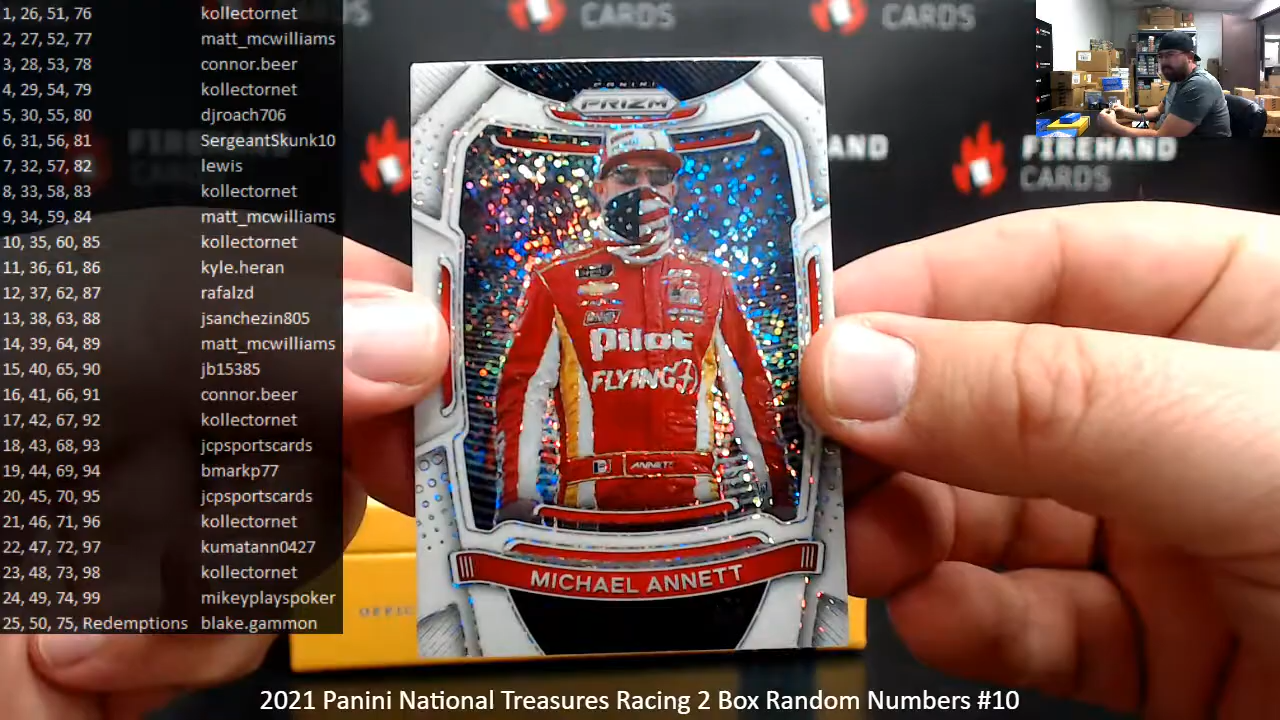 1, 26, 51, 76 kollectornet
2, 27, 52, 77 matt_mcwilliams
3, 28, 53, 78 connor.beer
4, 29, 54, 79 kollectornet
5, 30, 55, 80 djroach706
6, 31, 56, 81 SergeantSkunk10
7, 32, 57, 82 lewis
8, 33, 58, 83 kollectornet
9, 34, 59, 84 matt_mcwilliams
10, 35, 60, 85 kollectornet
11, 36, 61, 86 kyle.heran
12, 37, 62, 87 rafalzd
13, 38, 63, 88 jsanchezin805
14, 39, 64, 89 matt_mcwilliams
15, 40, 65, 90 jb15385
16, 41, 66, 91 connor.beer
17, 42, 67, 92 kollectornet
18, 43, 68, 93 jcpsportscards
19, 44, 69, 94 bmarkp77
20, 45, 70, 95 jcpsportscards
21, 46, 71, 96 kollectornet
22, 47, 72, 97 kumatann0427
23, 48, 73, 98 kollectornet
24, 49, 74, 99 mikeyplayspoker
25, 50, 75, Redemptions blake.gammon
CARDS
CARDS
FIREHAND
CARDS
AND
FIREHAND
CARDS
PANINI
PRIZM
Pilot
FLYING J
ANNETT
MICHAEL ANNETT
2021 Panini National Treasures Racing 2 Box Random Numbers #10